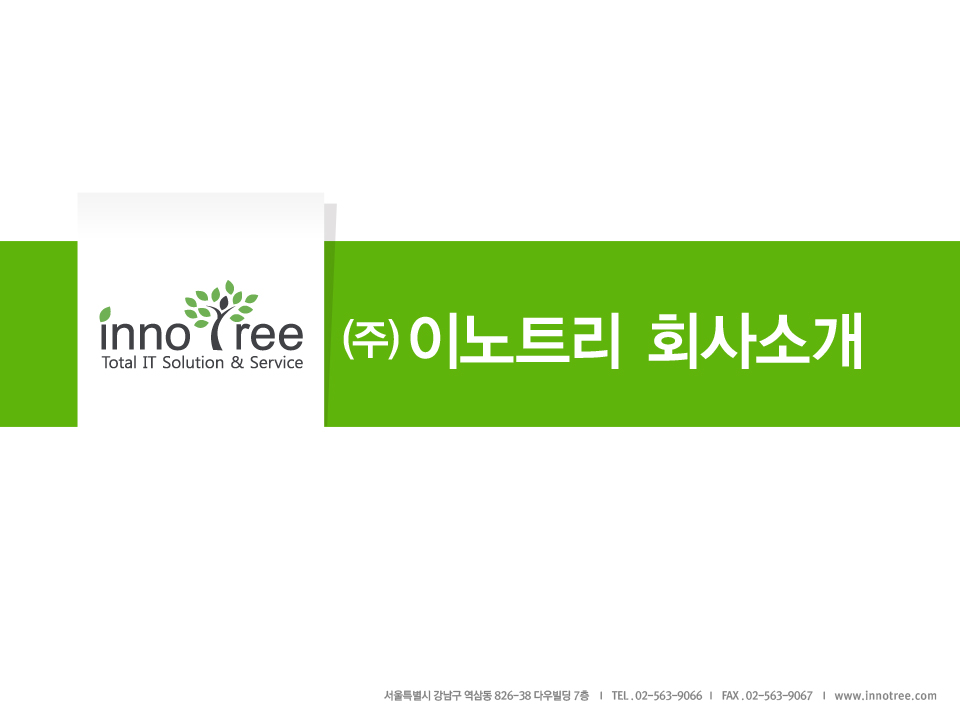 innoTree
Total IT Solution & Service
(주) 이노트리 회사소개
서울특별시 강남구 역삼동 826-38 다우빌딩 7층 I TEL . 02-563-9066 I FAX . 02-563-9067 I www.innotree.com